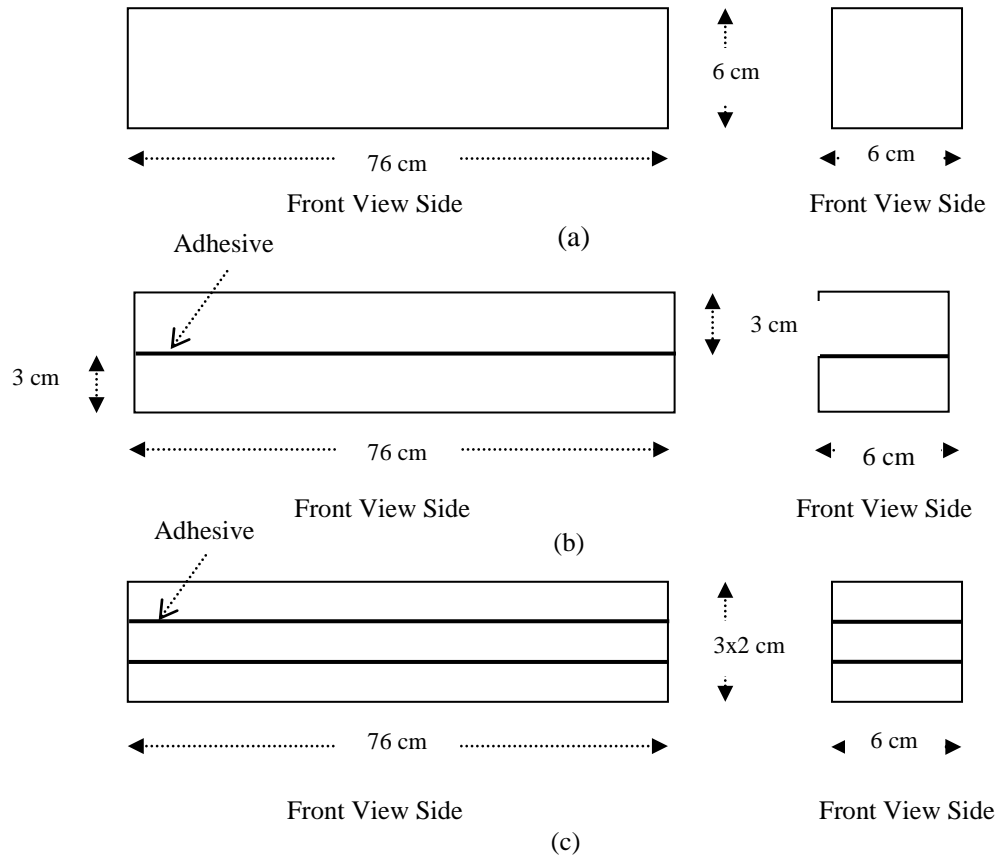 6 cm
76 cm
6 cm
Front View Side
Front View Side
(a)
Adhesive
3 cm
3 cm
76 cm
6 cm
Front View Side
Front View Side
(b)
Adhesive
3x2 cm
76 cm
6 cm
Front View Side
Front View Side
(c)